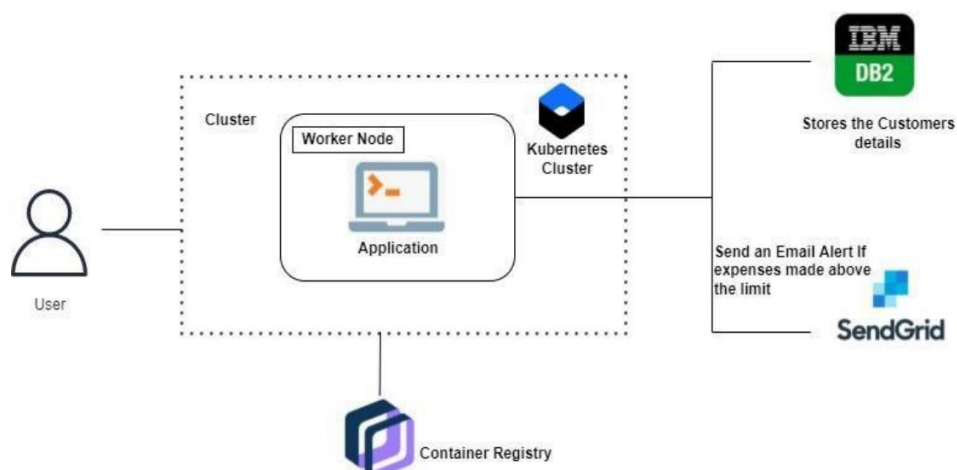 IBM
DB2
Stores the Customers
details
Cluster
Worker Node
Kubernetes
Cluster
Application
User
Send an Email Alert If
expenses made above
the limit
SendGrid
Container Registry